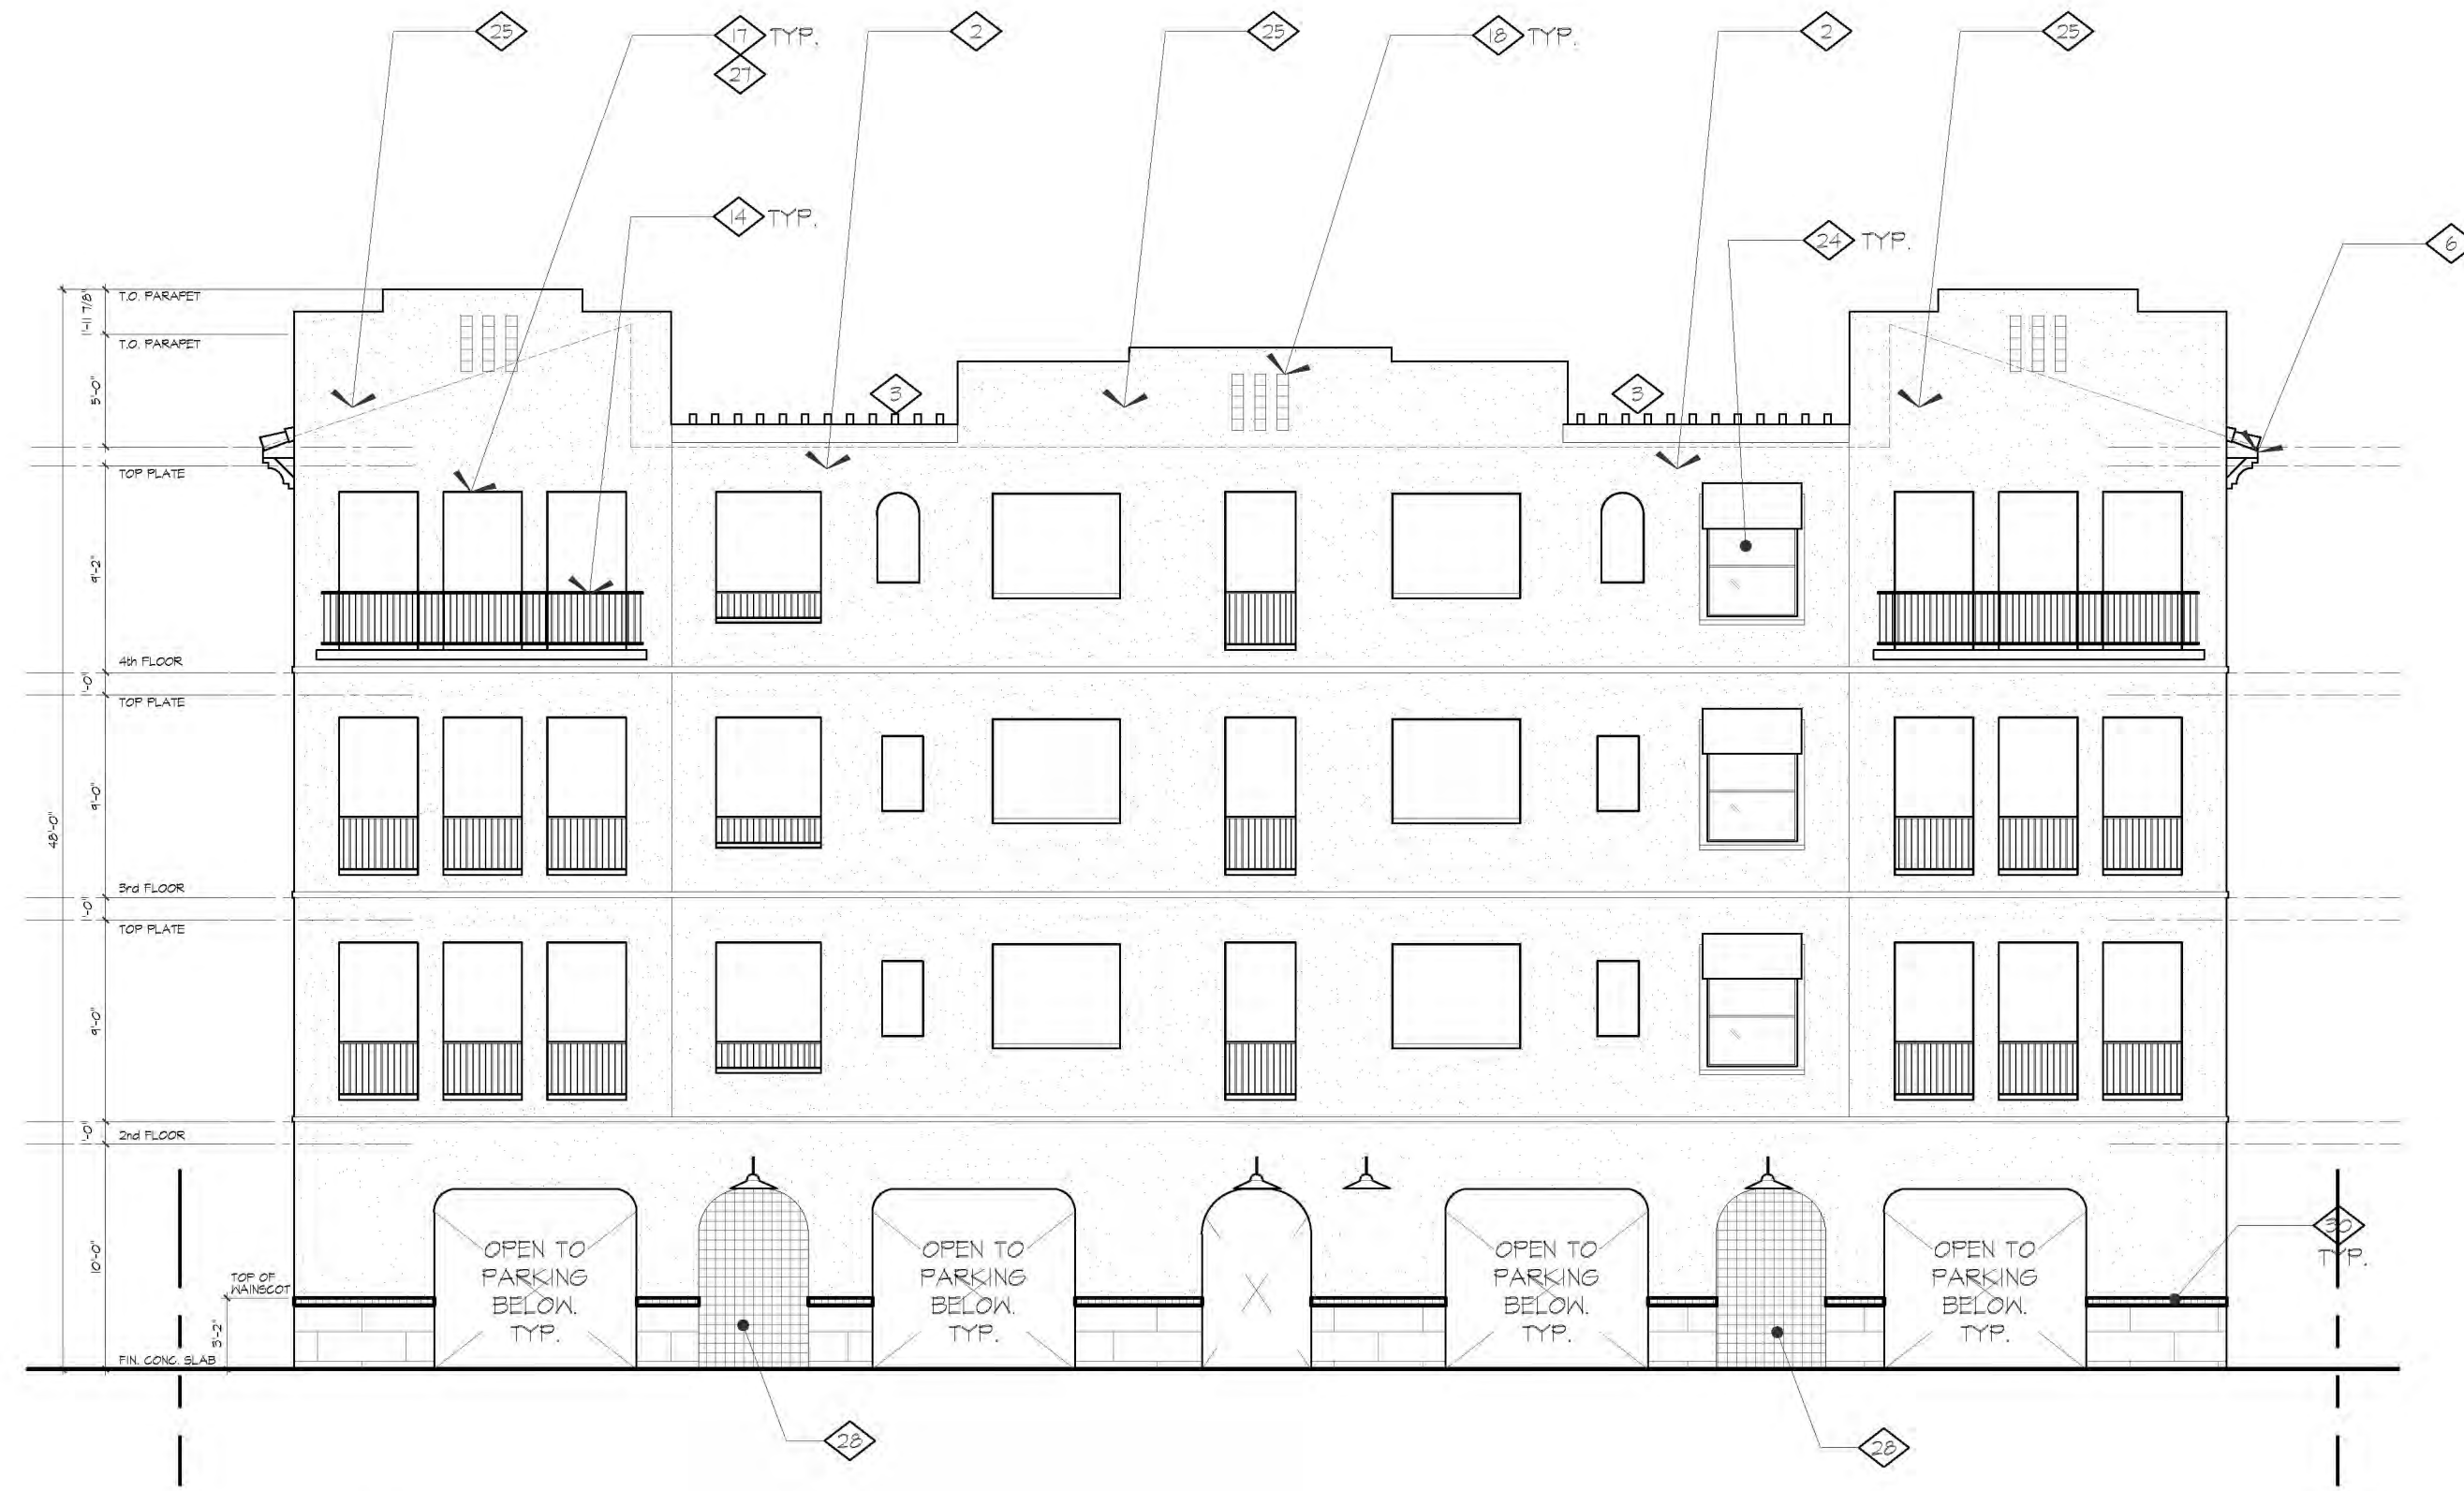 25
17 TYP.
27
2
25
18 TYP.
2
25
14 TYP.
24 TYP.
6
1'-11 7/8"
T.O. PARAPET
T.O. PARAPET
5'-0"
3
3
TOP PLATE
9'-2"
4th FLOOR
1'-0"
TOP PLATE
9'-0"
48'-0"
3rd FLOOR
1'-0"
TOP PLATE
9'-0"
1'-0"
2nd FLOOR
10'-0"
OPEN TO
PARKING
BELOW.
TYP.
OPEN TO
PARKING
BELOW.
TYP.
OPEN TO
PARKING
BELOW.
TYP.
OPEN TO
PARKING
BELOW.
TYP.
30
TYP.
TOP OF
WAINSCOT
3'-2"
FIN. CONC. SLAB
28
28